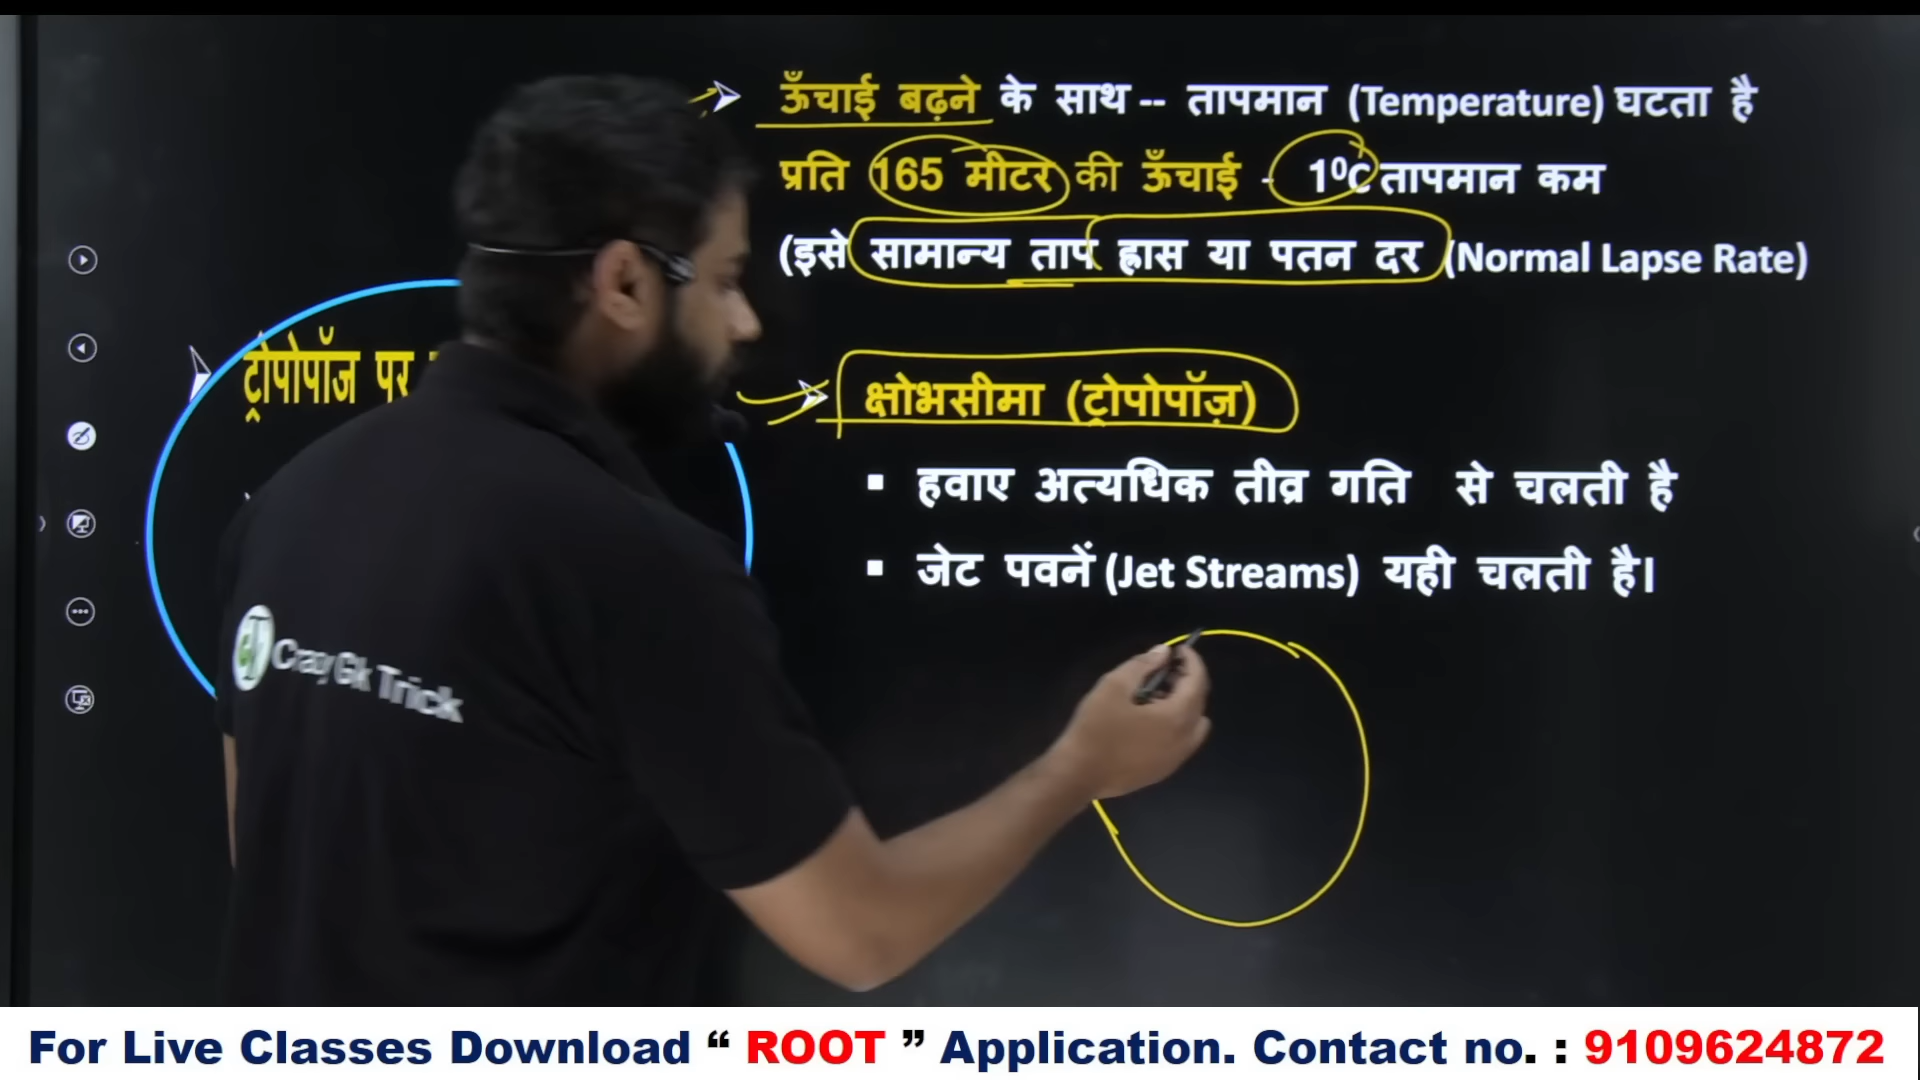 ऊँचाई बढ़ने के साथ -- तापमान (Temperature) घटता है
प्रति 165 मीटर की ऊँचाई - 1⁰C तापमान कम
(इसे सामान्य ताप ह्रास या पतन दर (Normal Lapse Rate)
ट्रोपोपॉज पर
क्षोभसीमा (ट्रोपोपॉज़)
▪ हवाए अत्यधिक तीव्र गति से चलती है
▪ जेट पवनें (Jet Streams) यही चलती है।
Crazy Gk Trick
For Live Classes Download “ ROOT ” Application. Contact no. : 9109624872